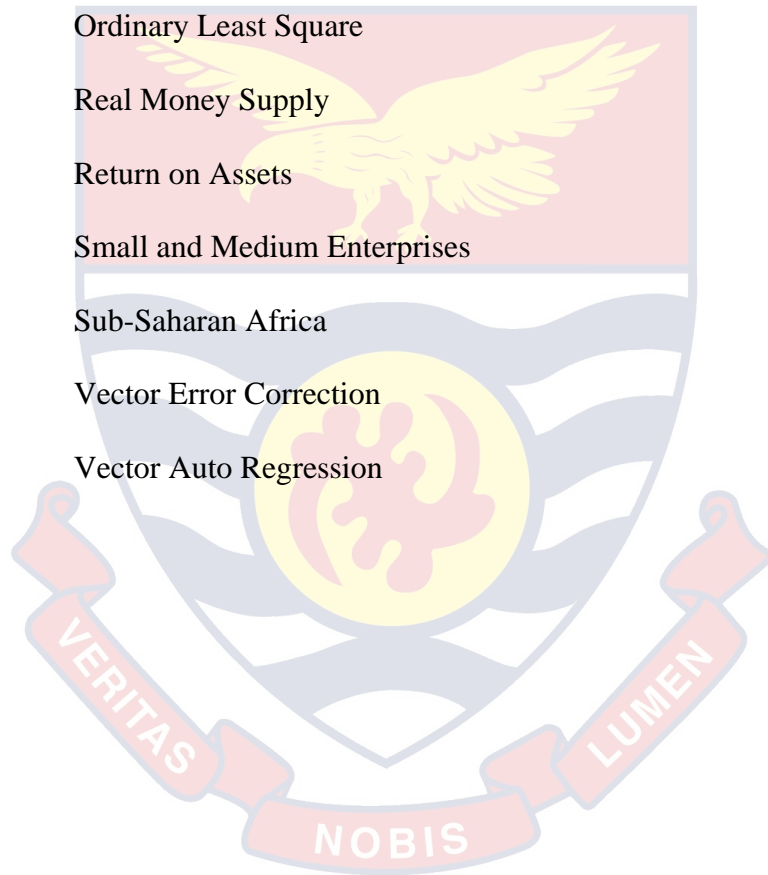 Ordinary Least Square
Real Money Supply
Return on Assets
Small and Medium Enterprises
Sub-Saharan Africa
Vector Error Correction
Vector Auto Regression
VERITAS
NOBIS
LUMEN